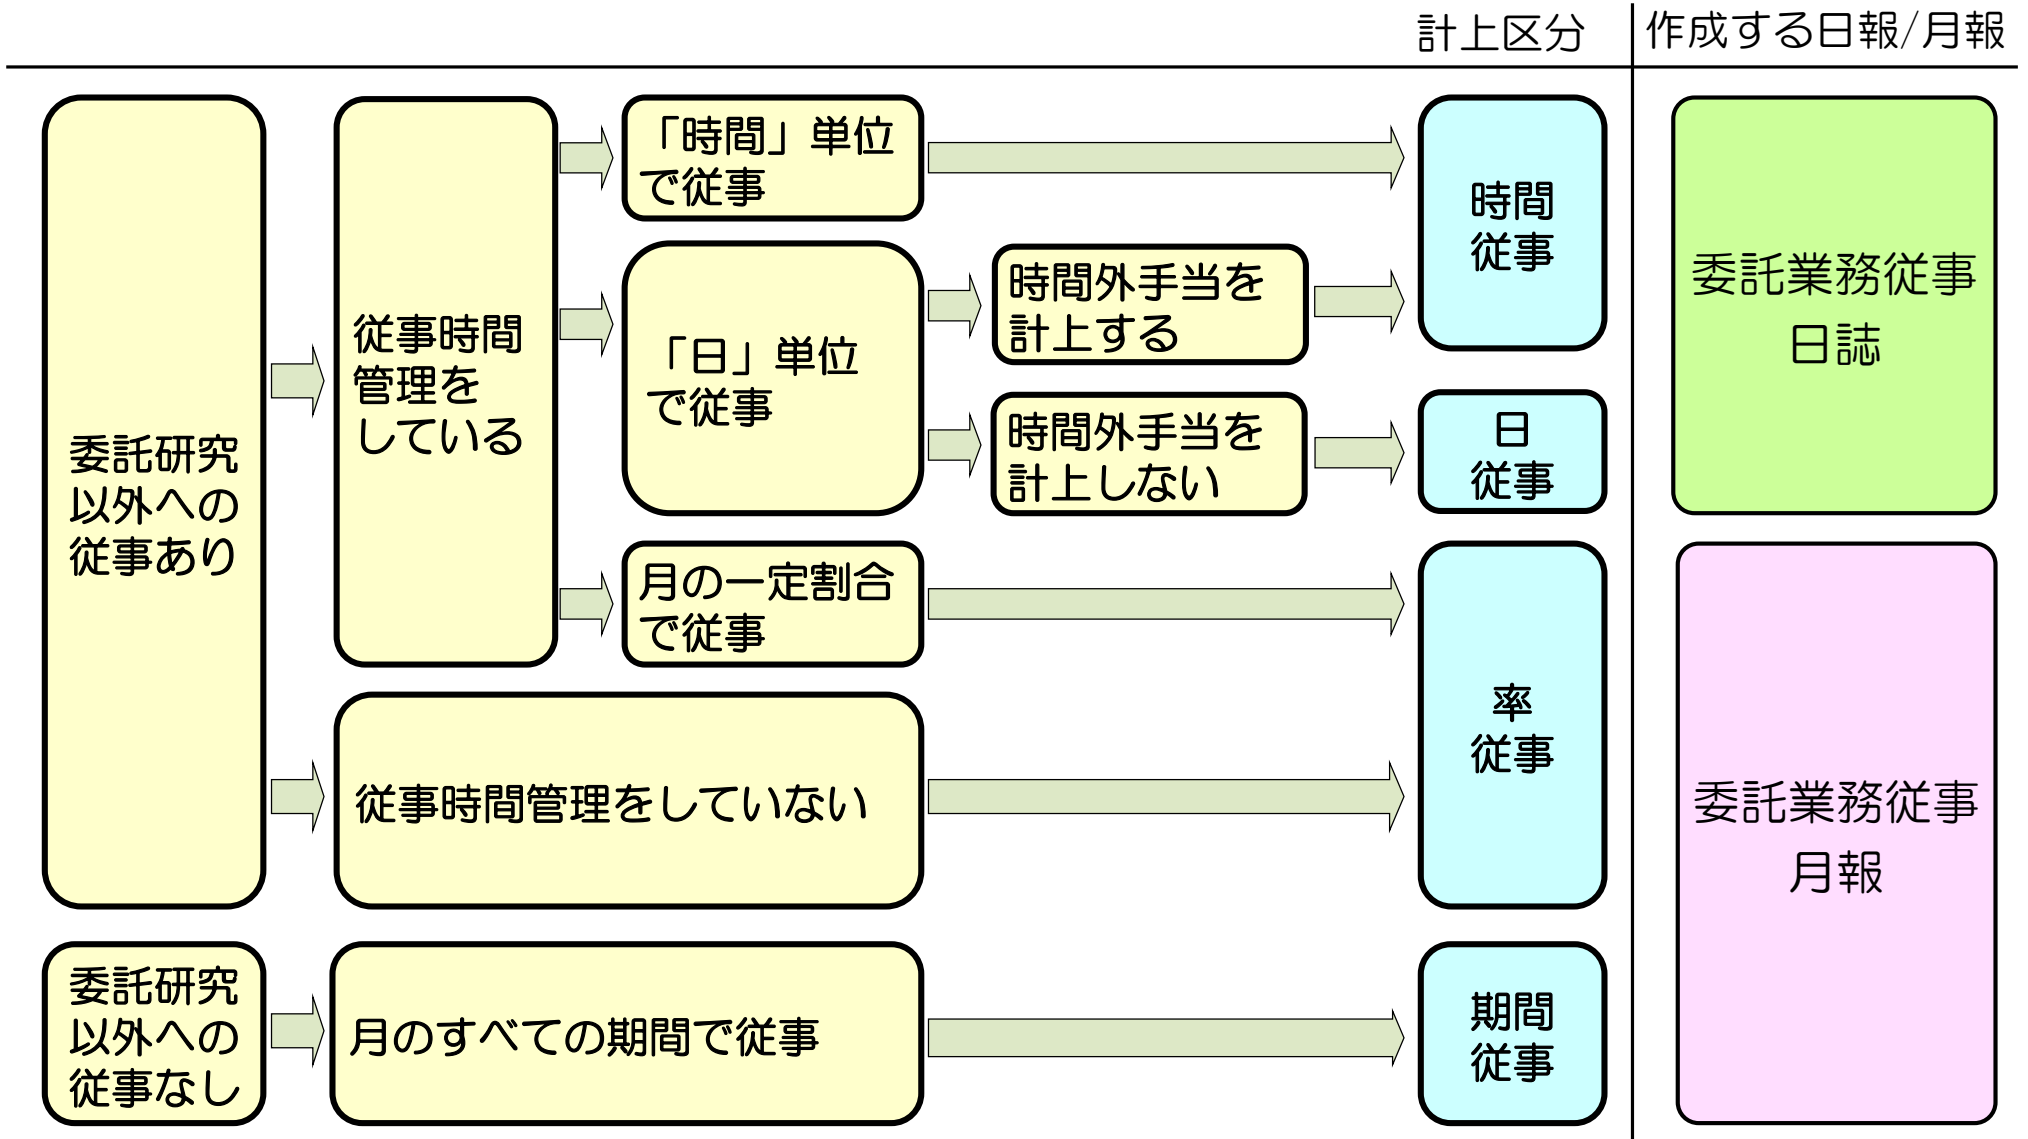 計上区分
作成する日報/月報
委託研究
以外への
従事あり
従事時間
管理を
している
「時間」単位
で従事
「日」単位
で従事
時間外手当を
計上する
時間外手当を
計上しない
月の一定割合
で従事
従事時間管理をしていない
委託研究
以外への
従事なし
月のすべての期間で従事
時間
従事
日
従事
率
従事
期間
従事
委託業務従事
日誌
委託業務従事
月報